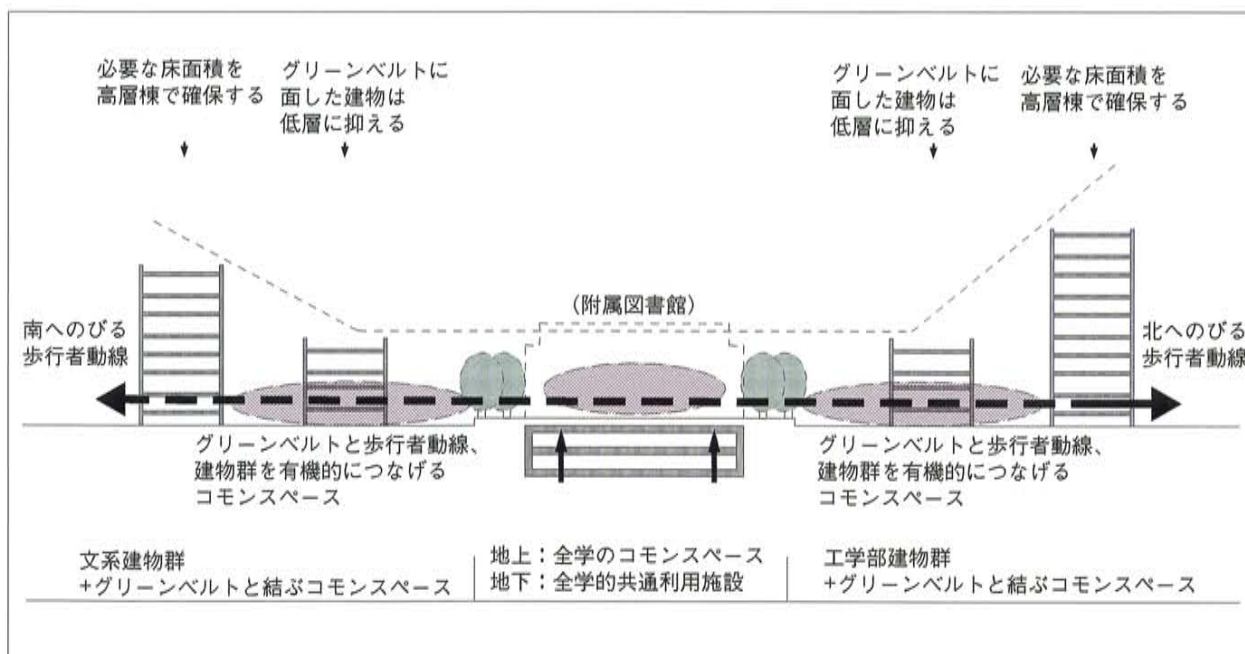 必要な床面積を
高層棟で確保する
グリーンベルトに
面した建物は
低層に抑える
グリーンベルトに
面した建物は
低層に抑える
必要な床面積を
高層棟で確保する
(附属図書館)
南へのびる
歩行者動線
北へのびる
歩行者動線
グリーンベルトと歩行者動線、
建物群を有機的につなげる
コモンスペース
グリーンベルトと歩行者動線、
建物群を有機的につなげる
コモンスペース
文系建物群
+グリーンベルトと結ぶコモンスペース
地上：全学のコモンスペース
地下：全学的共通利用施設
工学部建物群
+グリーンベルトと結ぶコモンスペース